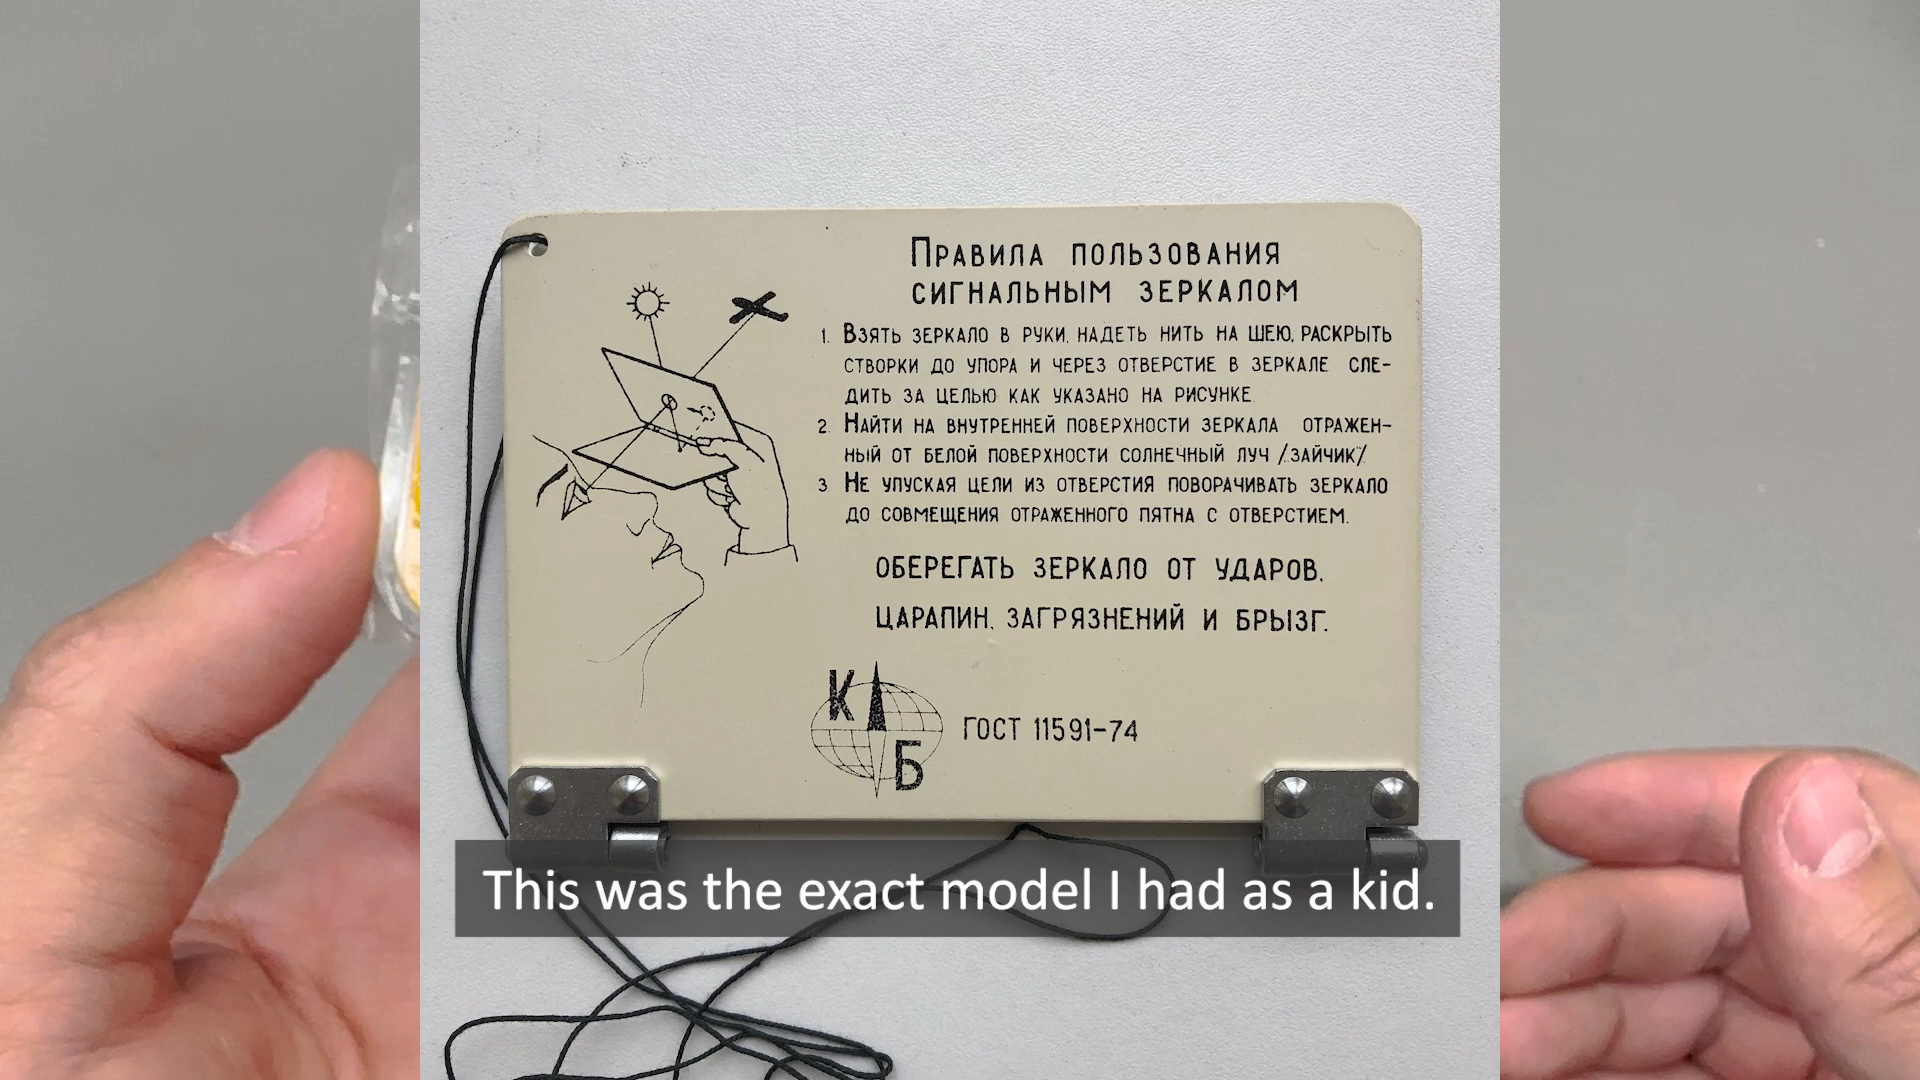 Правила пользования
сигнальным зеркалом
1. Взять зеркало в руки, надеть нить на шею, раскрыть
створки до упора и через отверстие в зеркале сле-
дить за целью как указано на рисунке
2. Найти на внутренней поверхности зеркала отражен-
ный от белой поверхности солнечный луч /зайчик/
3. Не упуская цели из отверстия поворачивать зеркало
до совмещения отраженного пятна с отверстием.
ОБЕРЕГАТЬ ЗЕРКАЛО ОТ УДАРОВ,
ЦАРАПИН, ЗАГРЯЗНЕНИЙ И БРЫЗГ.
К
Б
ГОСТ 11591-74
This was the exact model I had as a kid.